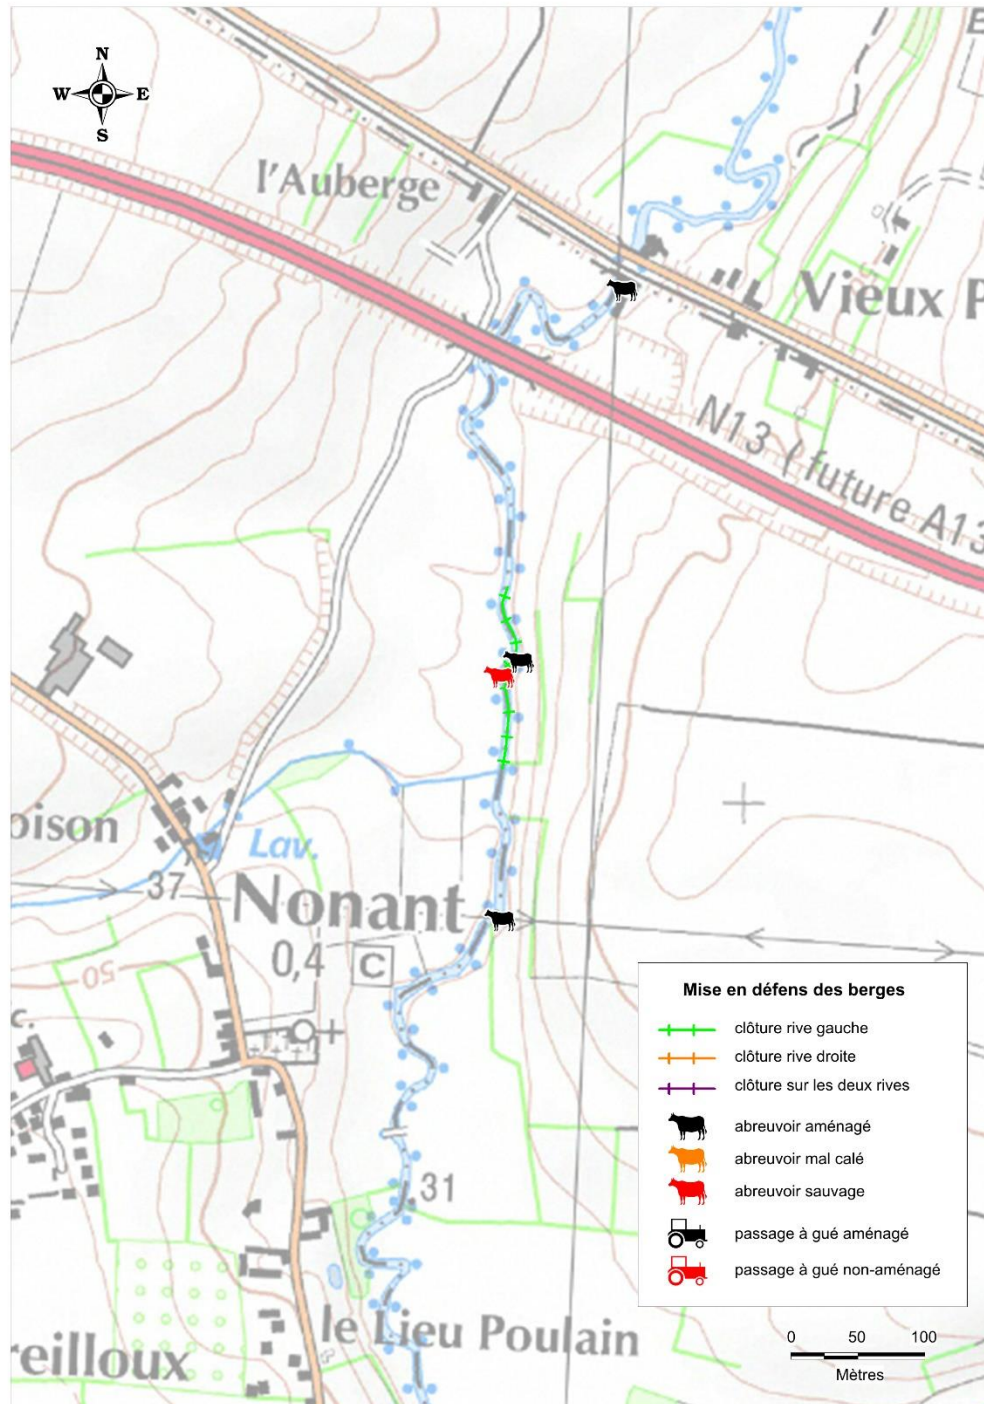 N
W E
S
l'Auberge
Vieux P
N13 (future A13
oison
Lav.
37
Nonant
0,4
C
50
c.
31
le Lieu Poulain
reilloux
Mise en défens des berges
clôture rive gauche
clôture rive droite
clôture sur les deux rives
abreuvoir aménagé
abreuvoir mal calé
abreuvoir sauvage
passage à gué aménagé
passage à gué non-aménagé
0 50 100
Mètres